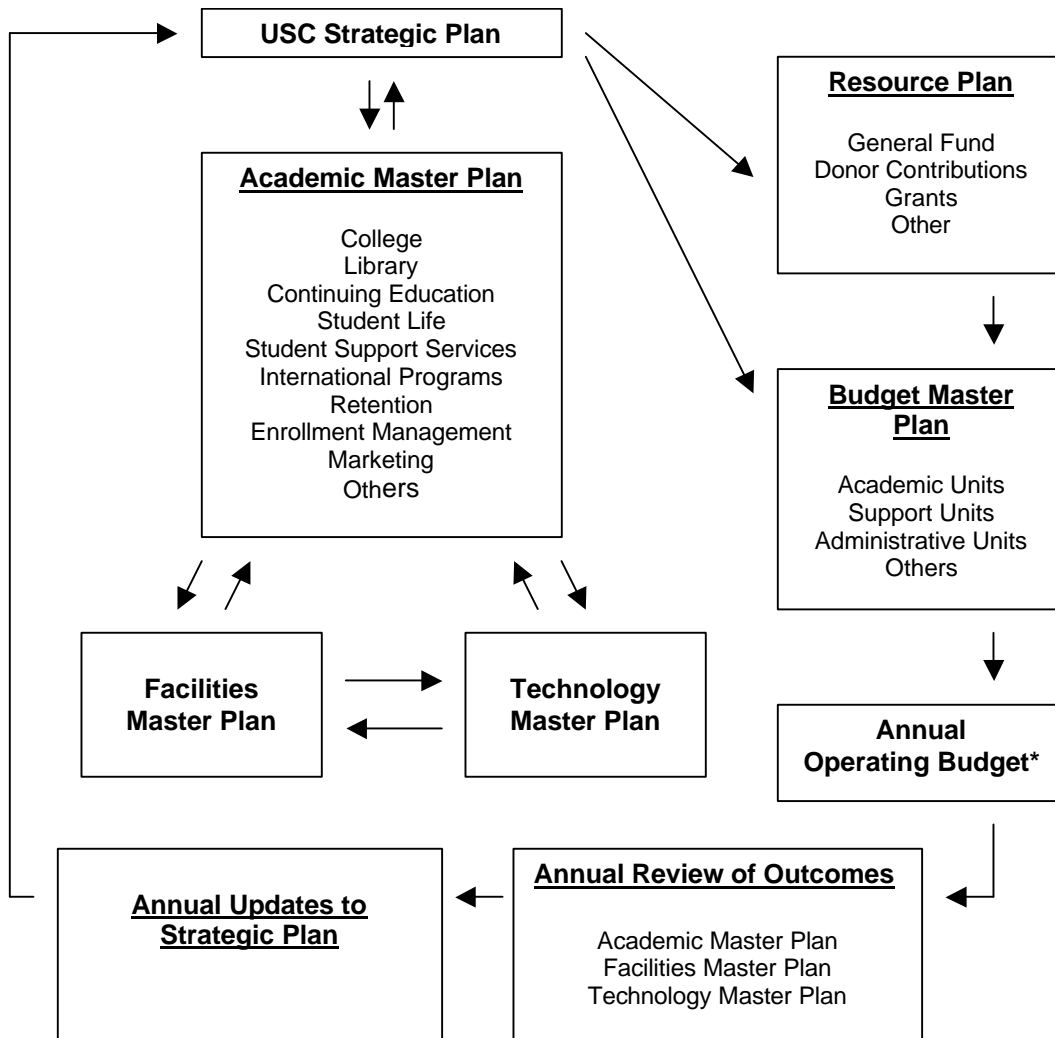 USC Strategic Plan
Resource Plan
General Fund
Donor Contributions
Grants
Other
Academic Master Plan
College
Library
Continuing Education
Student Life
Student Support Services
International Programs
Retention
Enrollment Management
Marketing
Others
Budget Master
Plan
Academic Units
Support Units
Administrative Units
Others
Facilities
Master Plan
Technology
Master Plan
Annual
Operating Budget*
Annual Review of Outcomes
Academic Master Plan
Facilities Master Plan
Technology Master Plan
Annual Updates to
Strategic Plan